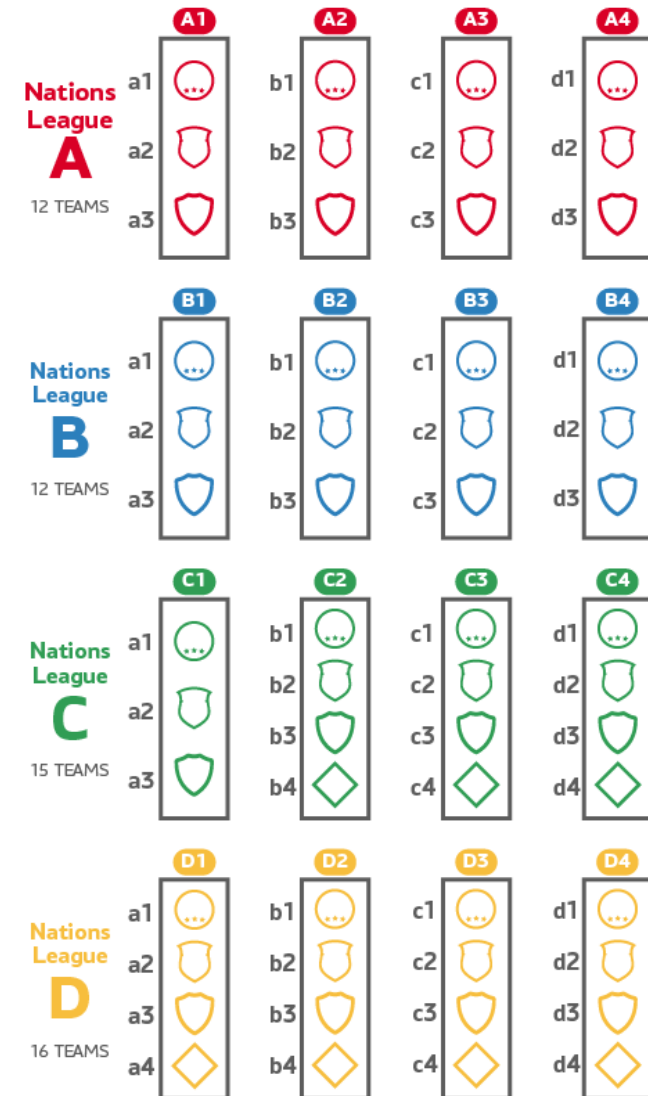 A1 A2 A3 A4
Nations
League
A
12 TEAMS
a1 b1 c1 d1
a2 b2 c2 d2
a3 b3 c3 d3
B1 B2 B3 B4
Nations
League
B
12 TEAMS
a1 b1 c1 d1
a2 b2 c2 d2
a3 b3 c3 d3
C1 C2 C3 C4
Nations
League
C
15 TEAMS
a1 b1 c1 d1
a2 b2 c2 d2
a3 b3 c3 d3
b4 c4 d4
D1 D2 D3 D4
Nations
League
D
16 TEAMS
a1 b1 c1 d1
a2 b2 c2 d2
a3 b3 c3 d3
a4 b4 c4 d4